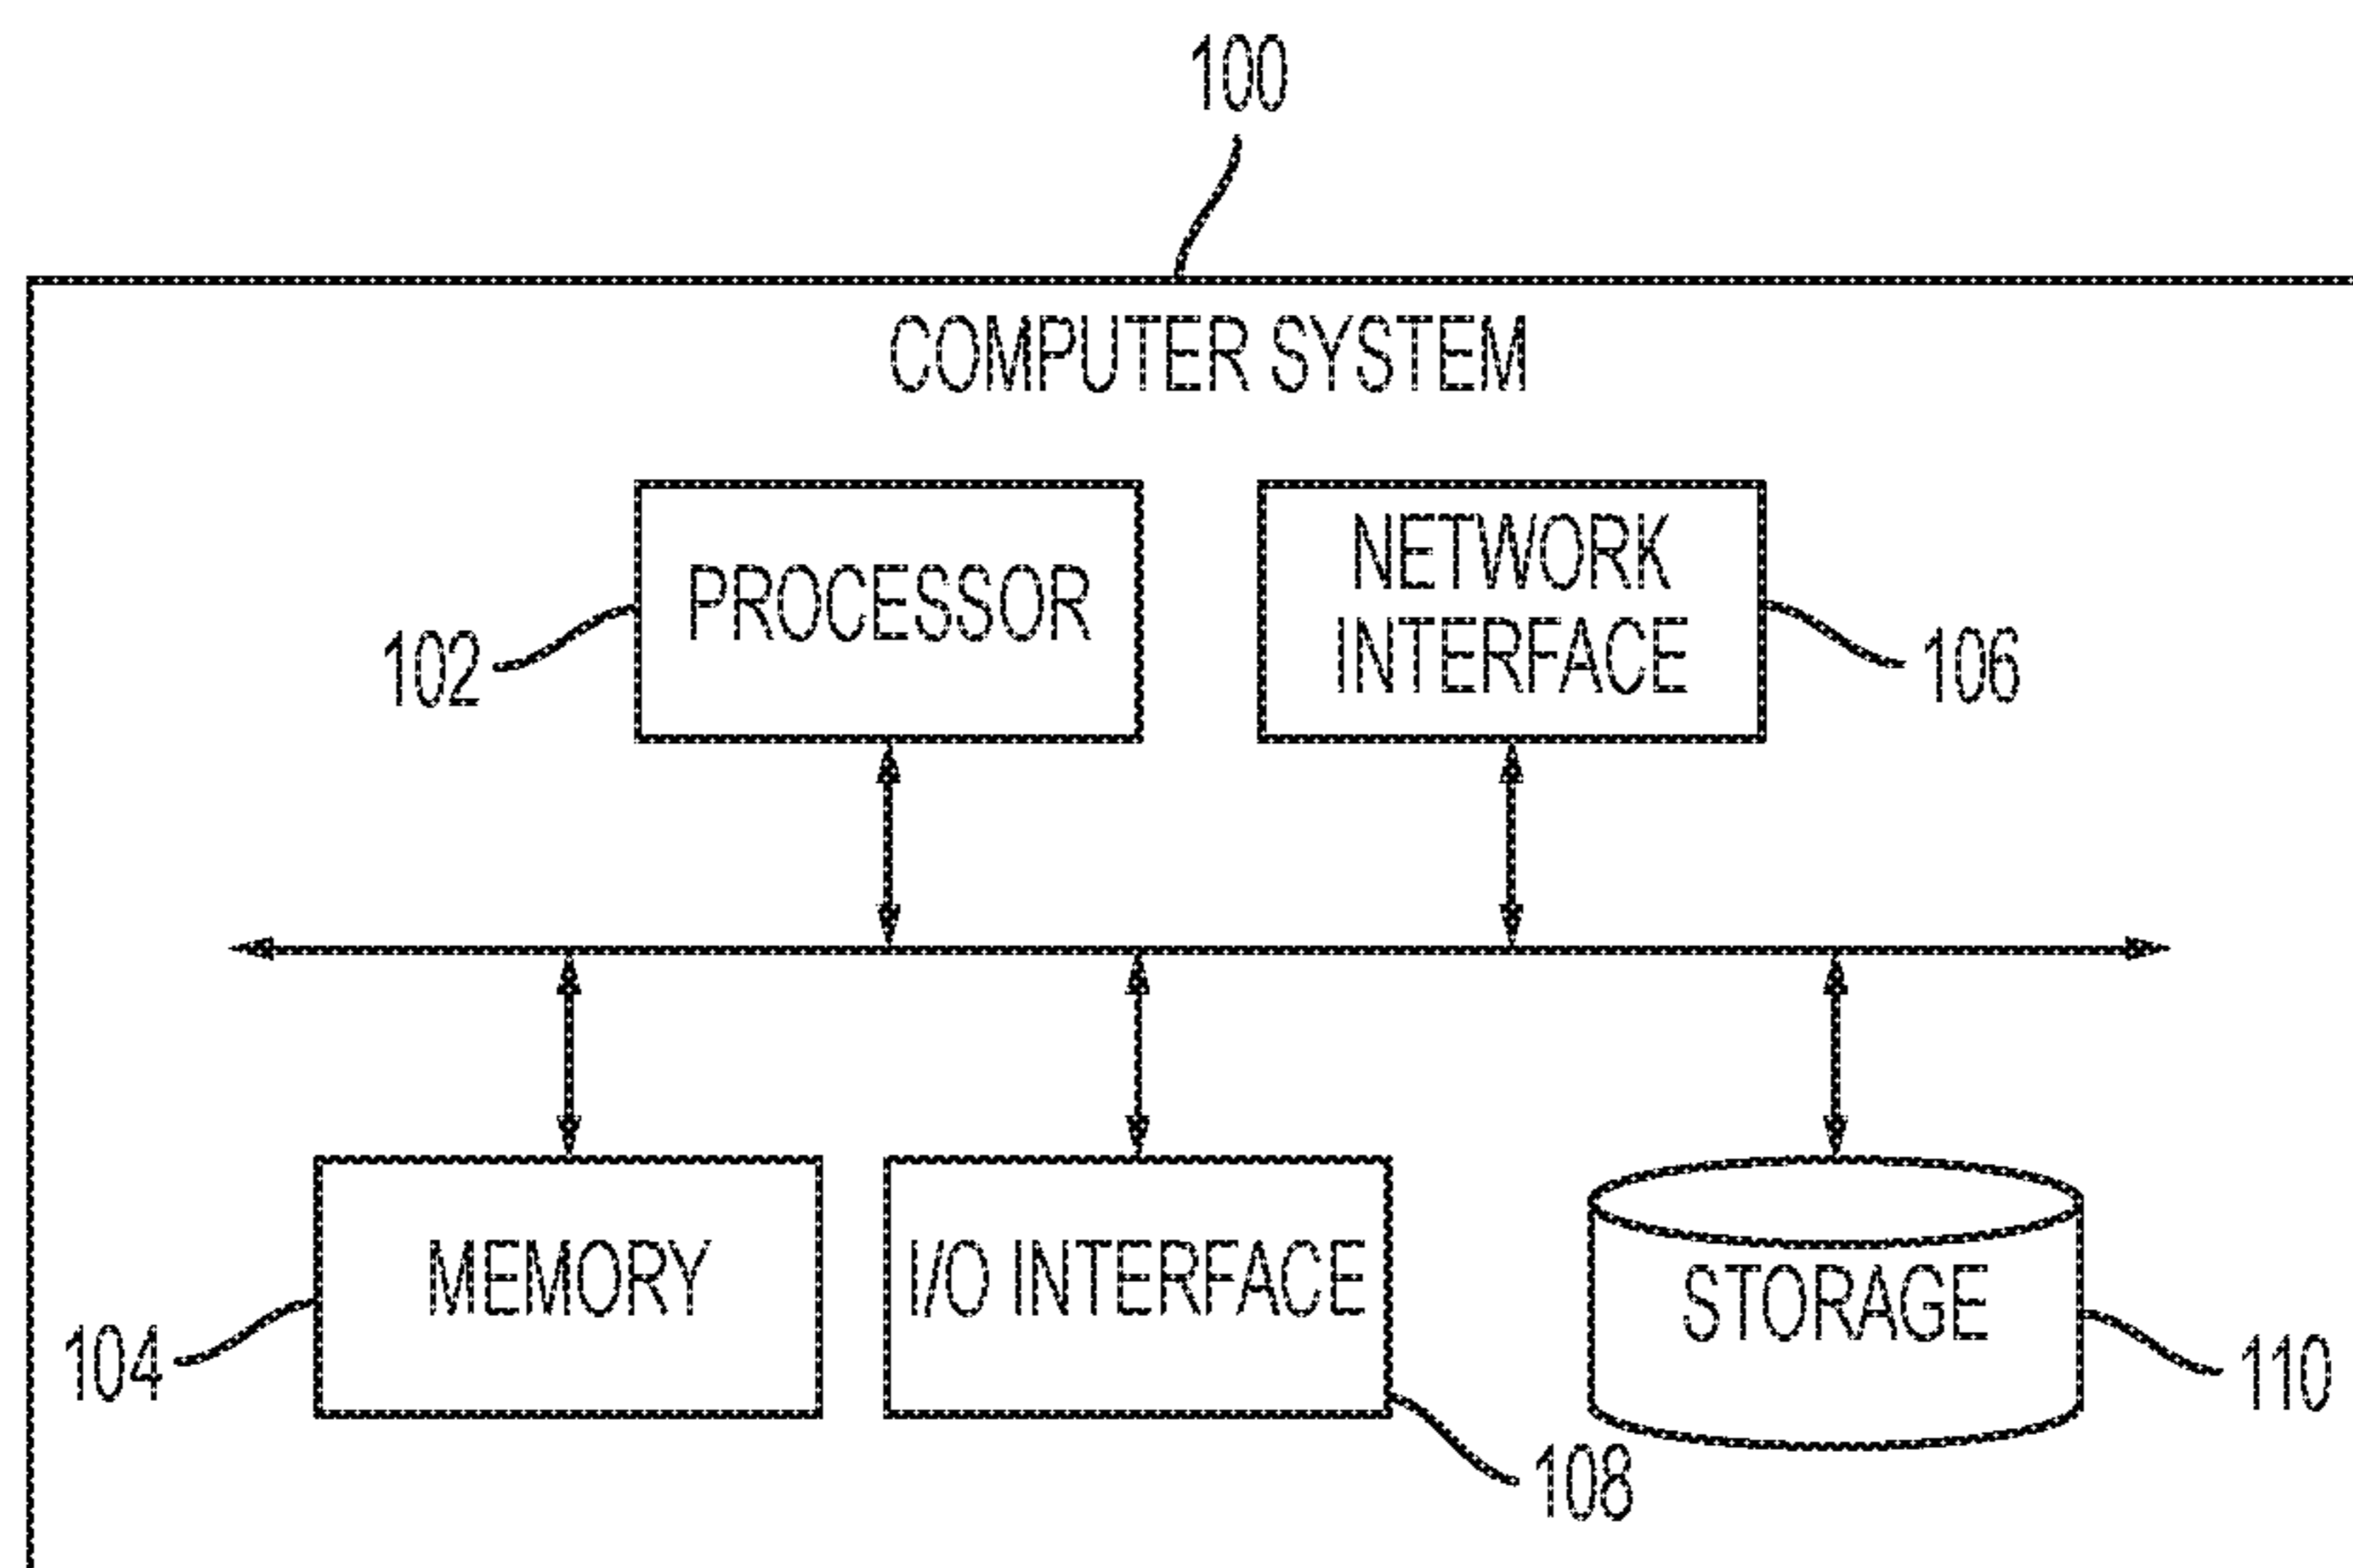 100
COMPUTER SYSTEM
PROCESSOR
NETWORK
INTERFACE
102
106
MEMORY
I/O INTERFACE
STORAGE
104
110
108